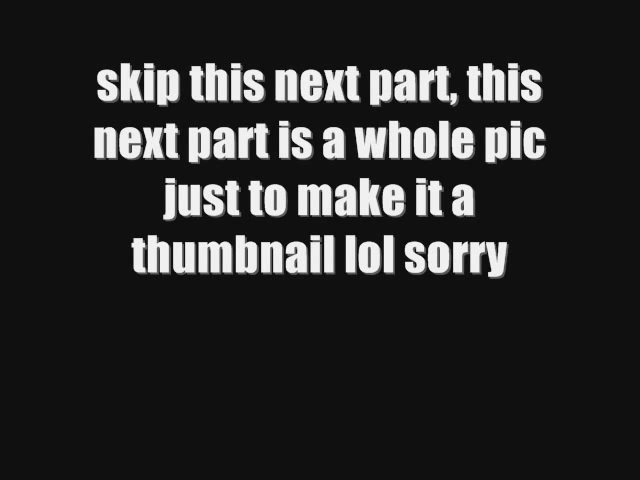 skip this next part, this
next part is a whole pic
just to make it a
thumbnail lol sorry